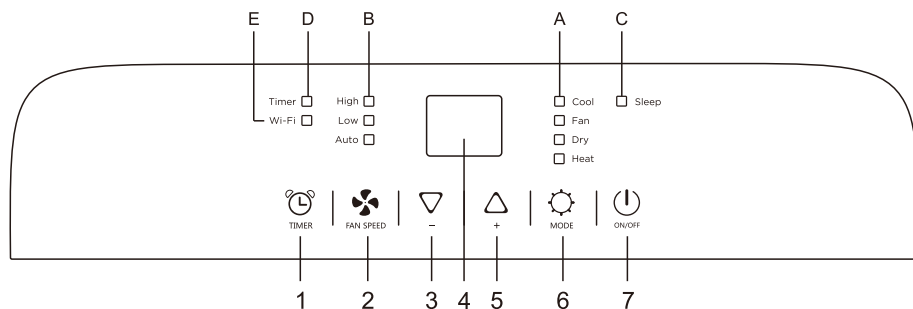 E D B A C
Timer High Cool Sleep
Wi-Fi Low Fan
Auto Dry
Heat
− +
TIMER FAN SPEED MODE ON/OFF
1 2 3 4 5 6 7